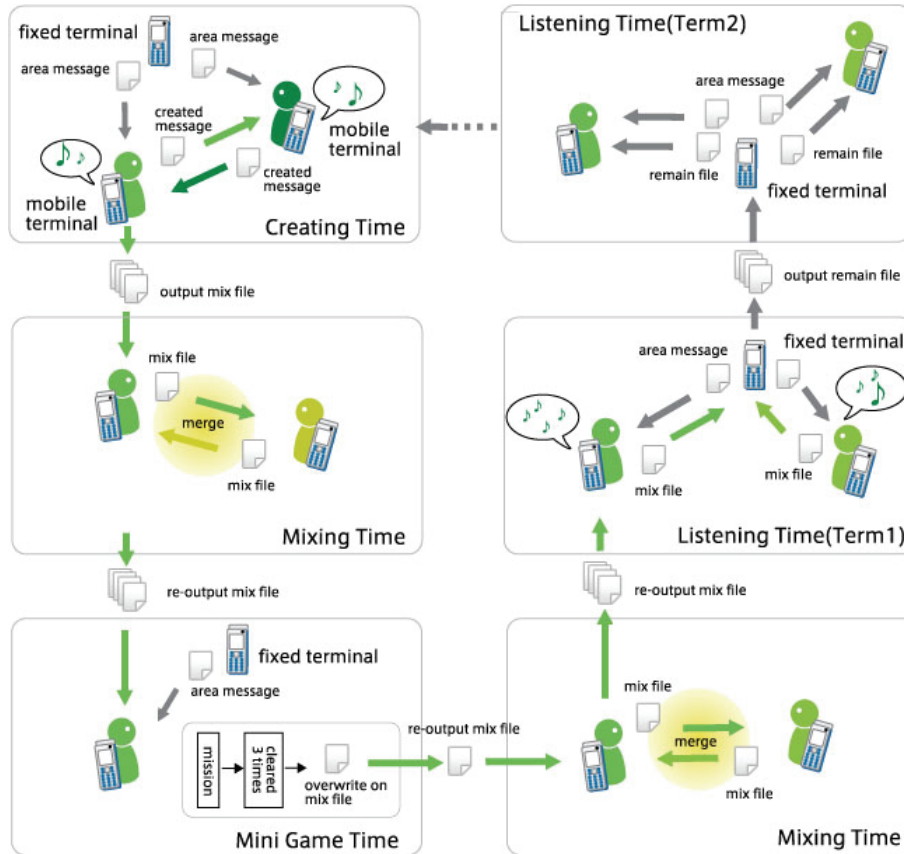 fixed terminal
area message
area message
created
message
mobile
terminal
created
message
mobile
terminal
Creating Time
output mix file
mix file
merge
mix file
Mixing Time
re-output mix file
fixed terminal
area message
mission
cleared
3 times
overwrite on
mix file
Mini Game Time
re-output mix file
mix file
merge
mix file
Mixing Time
re-output mix file
fixed terminal
area message
mix file
mix file
Listening Time(Term1)
output remain file
Listening Time(Term2)
area message
remain file
remain file
fixed terminal